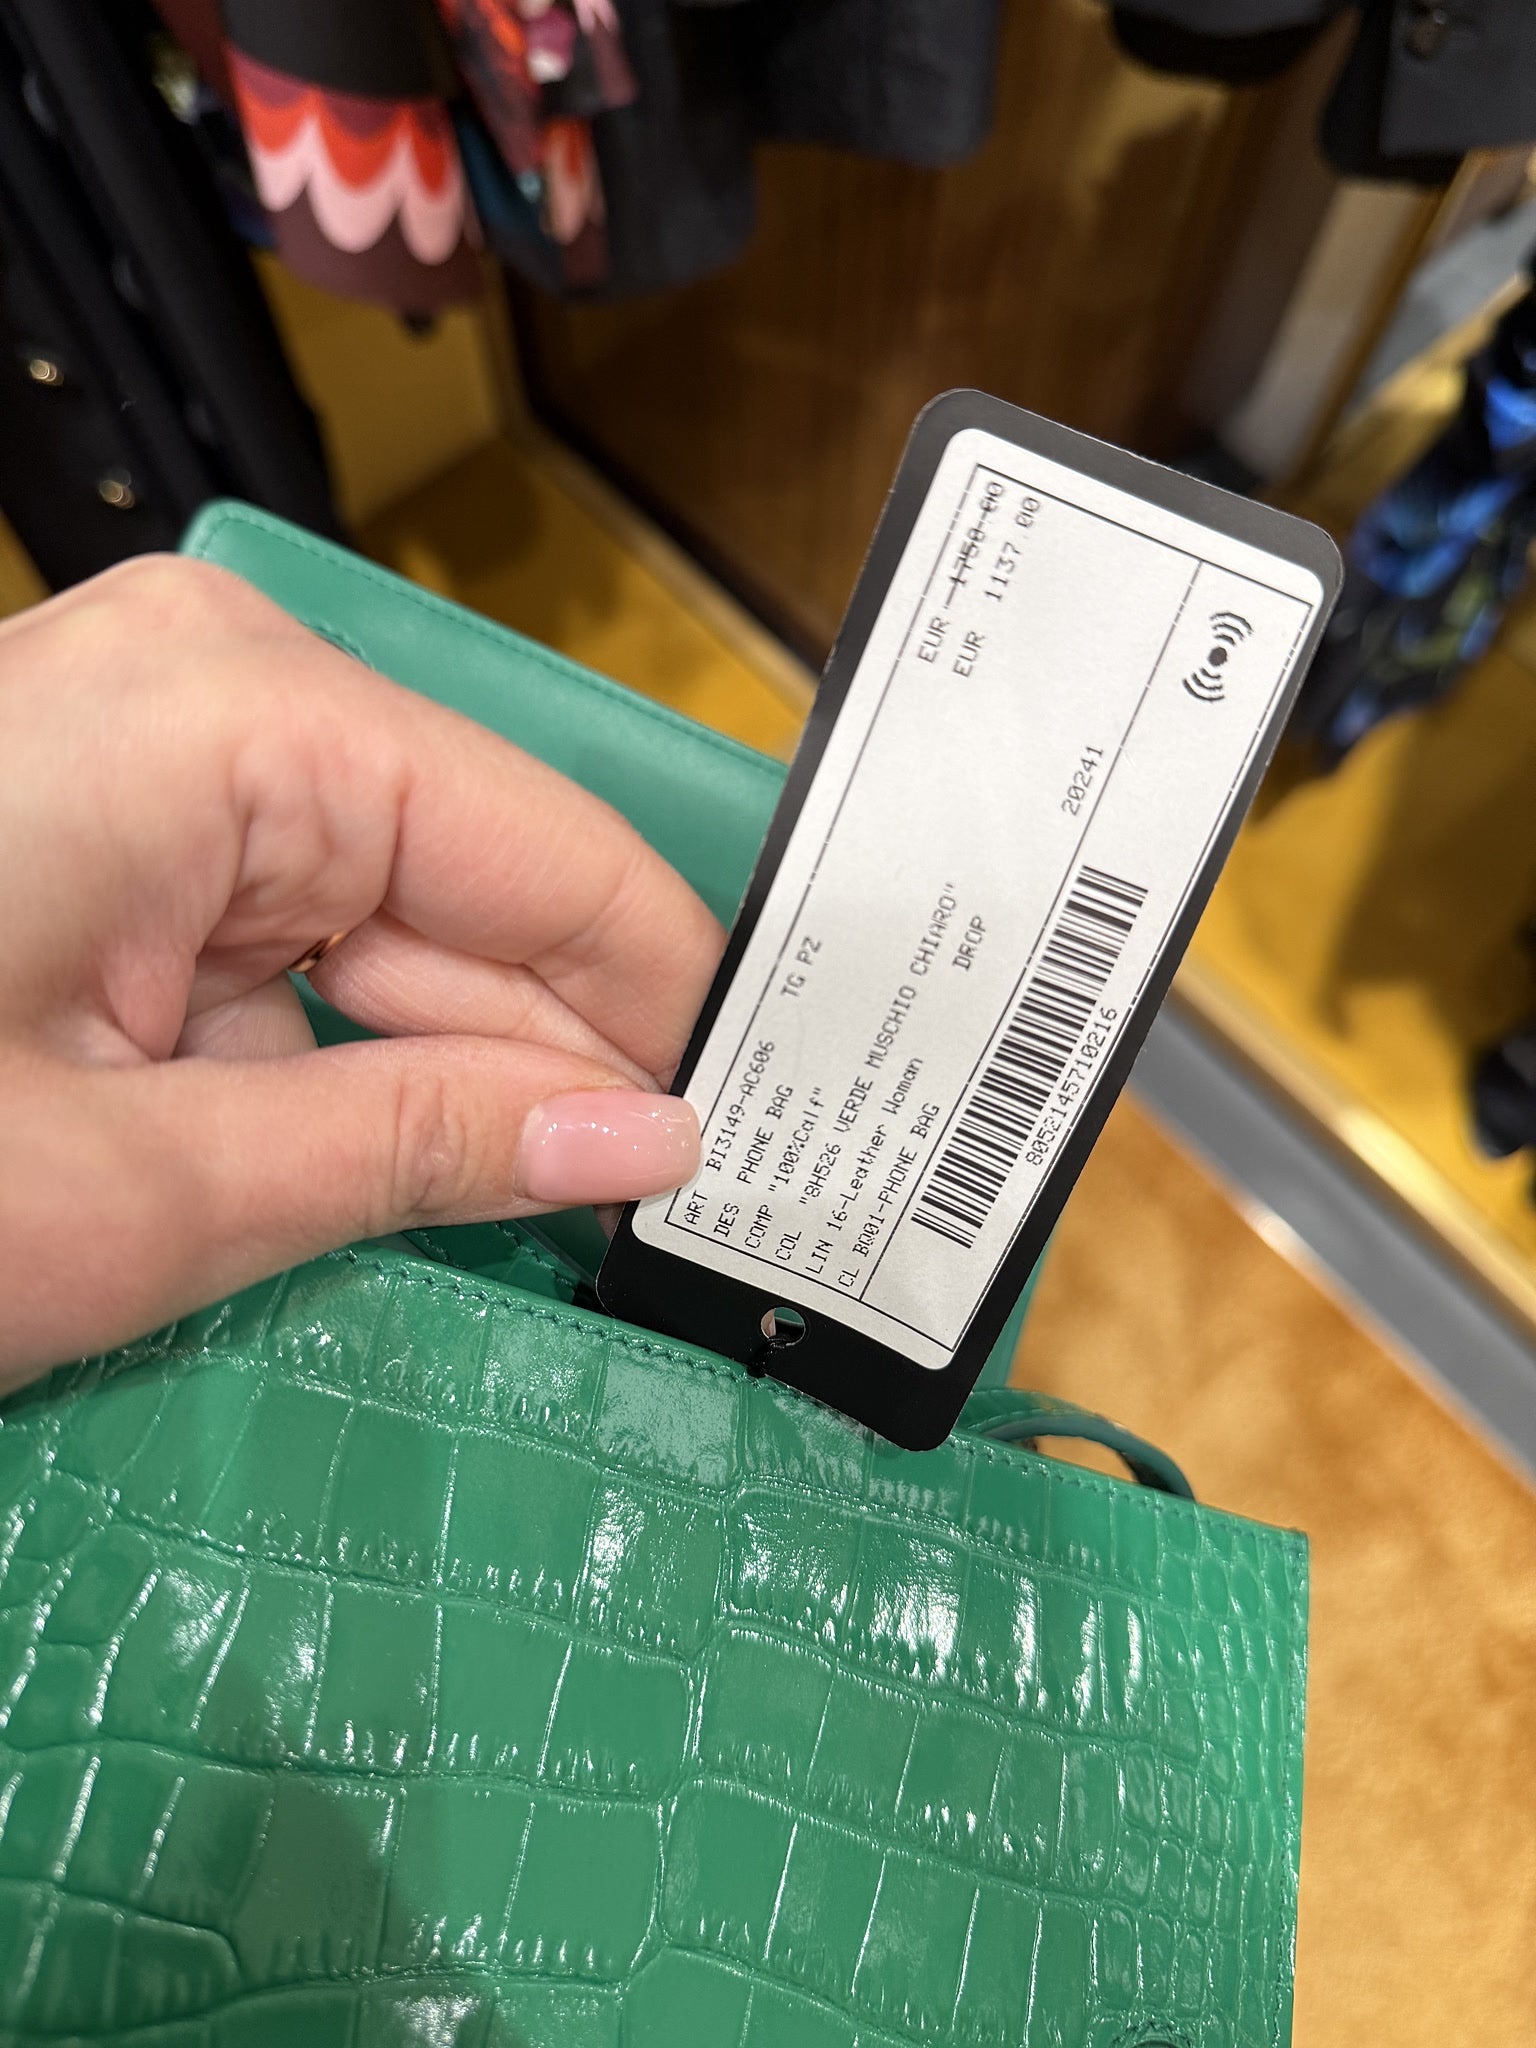 EUR 1750.00
EUR 1137.00
ART BI3149-AC606 TG PZ
DES PHONE BAG
COMP "100%Calf"
COL "8H526 VERDE MUSCHIO CHIARO"
LIN 16-Leather Woman DROP
CL BQ01-PHONE BAG
20241
8052145710216